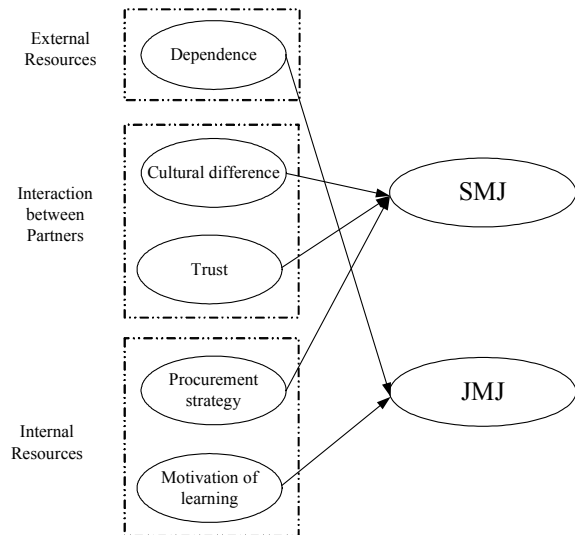 External
Resources
Dependence
Interaction
between
Partners
Cultural difference
Trust
SMJ
Internal
Resources
Procurement
strategy
Motivation of
learning
JMJ